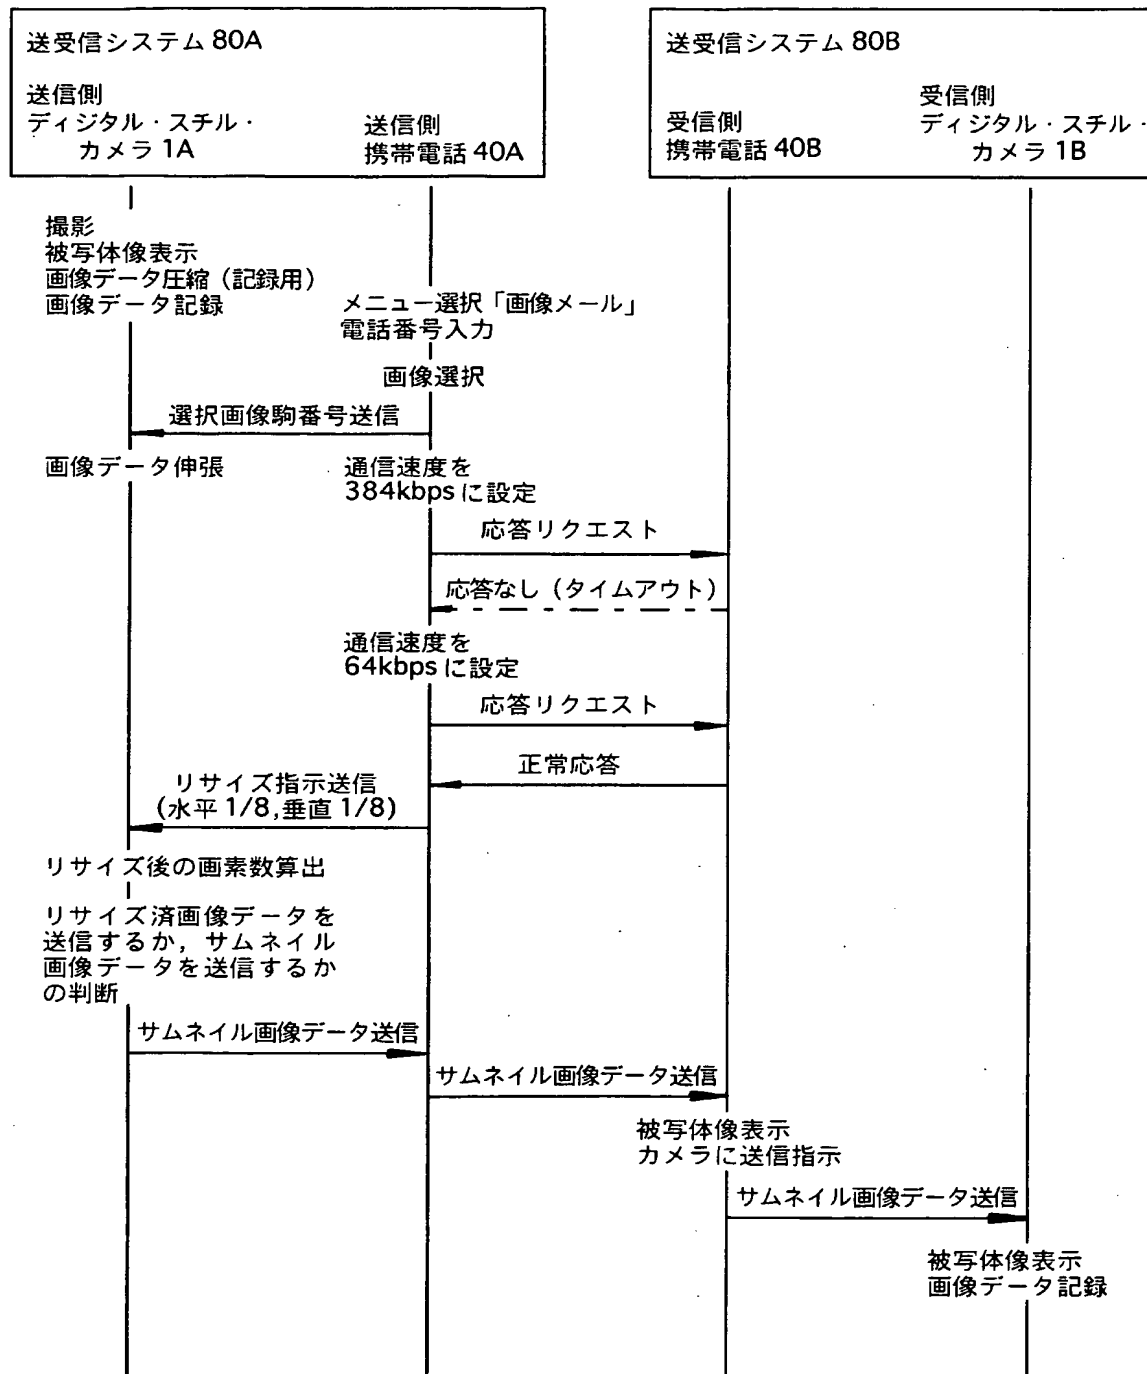 送受信システム 80A
送信側
ディジタル・スチル・
カメラ 1A
送信側
携帯電話 40A
送受信システム 80B
受信側
携帯電話 40B
受信側
ディジタル・スチル・
カメラ 1B
撮影
被写体像表示
画像データ圧縮（記録用）
画像データ記録
メニュー選択「画像メール」
電話番号入力
画像選択
選択画像駒番号送信
画像データ伸張
通信速度を
384kbpsに設定
応答リクエスト
応答なし（タイムアウト）
通信速度を
64kbpsに設定
応答リクエスト
正常応答
リサイズ指示送信
(水平 1/8,垂直 1/8)
リサイズ後の画素数算出
リサイズ済画像データを
送信するか，サムネイル
画像データを送信するか
の判断
サムネイル画像データ送信
サムネイル画像データ送信
被写体像表示
カメラに送信指示
サムネイル画像データ送信
被写体像表示
画像データ記録